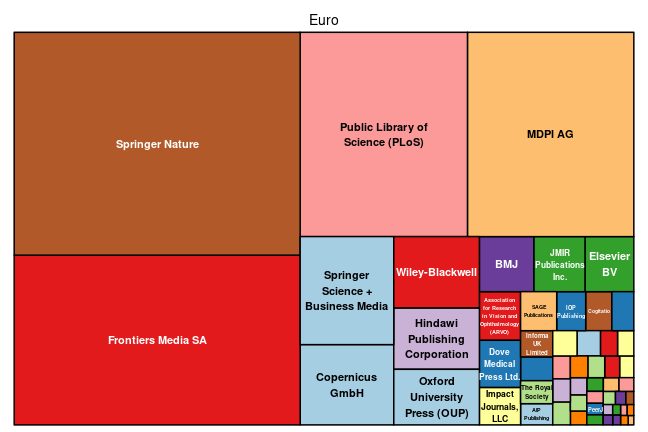 Euro
Springer Nature
Public Library of
Science (PLoS)
MDPI AG
Frontiers Media SA
Springer
Science +
Business Media
Copernicus
GmbH
Wiley-Blackwell
Hindawi
Publishing
Corporation
Oxford
University
Press (OUP)
BMJ
JMIR
Publications
Inc.
Elsevier
BV
Association
for Research
in Vision and
Ophthalmology
(ARVO)
SAGE
Publications
IOP
Publishing
Cogitatio
Dove
Medical
Press Ltd.
Informa
UK
Limited
Impact
Journals,
LLC
The Royal
Society
AIP
Publishing
PeerJ